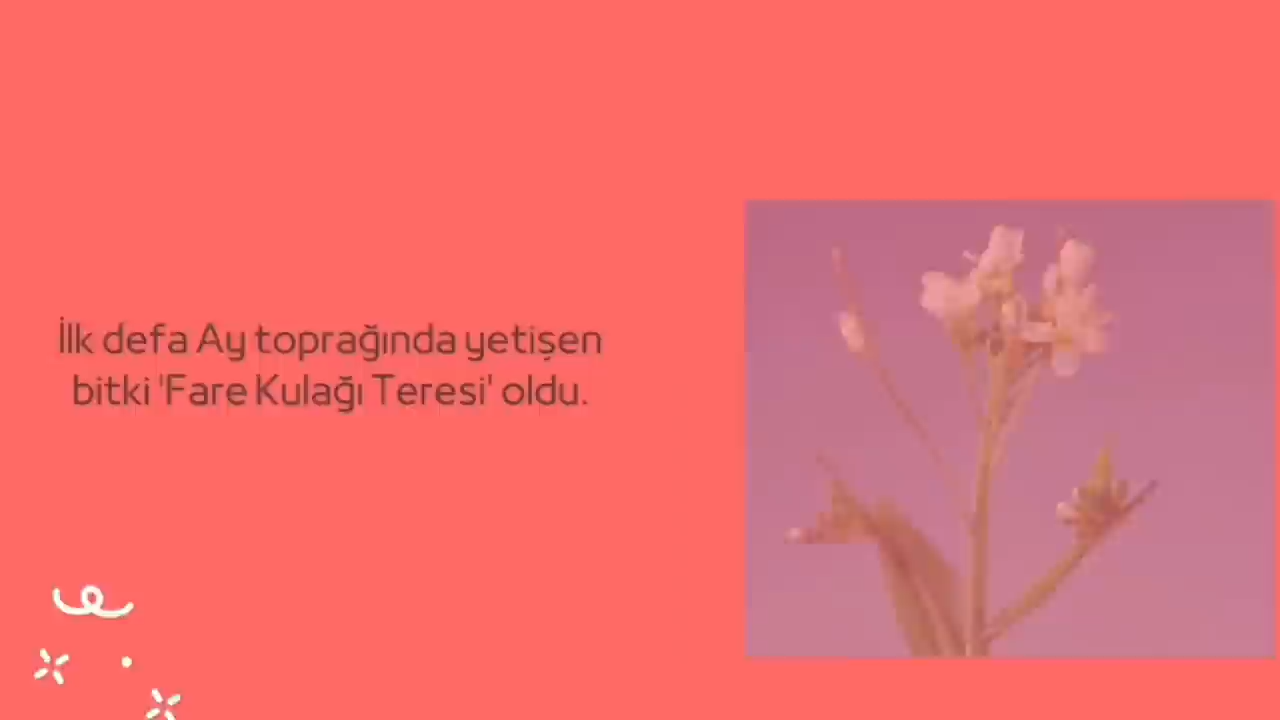 İlk defa Ay toprağında yetişen
bitki 'Fare Kulağı Teresi' oldu.